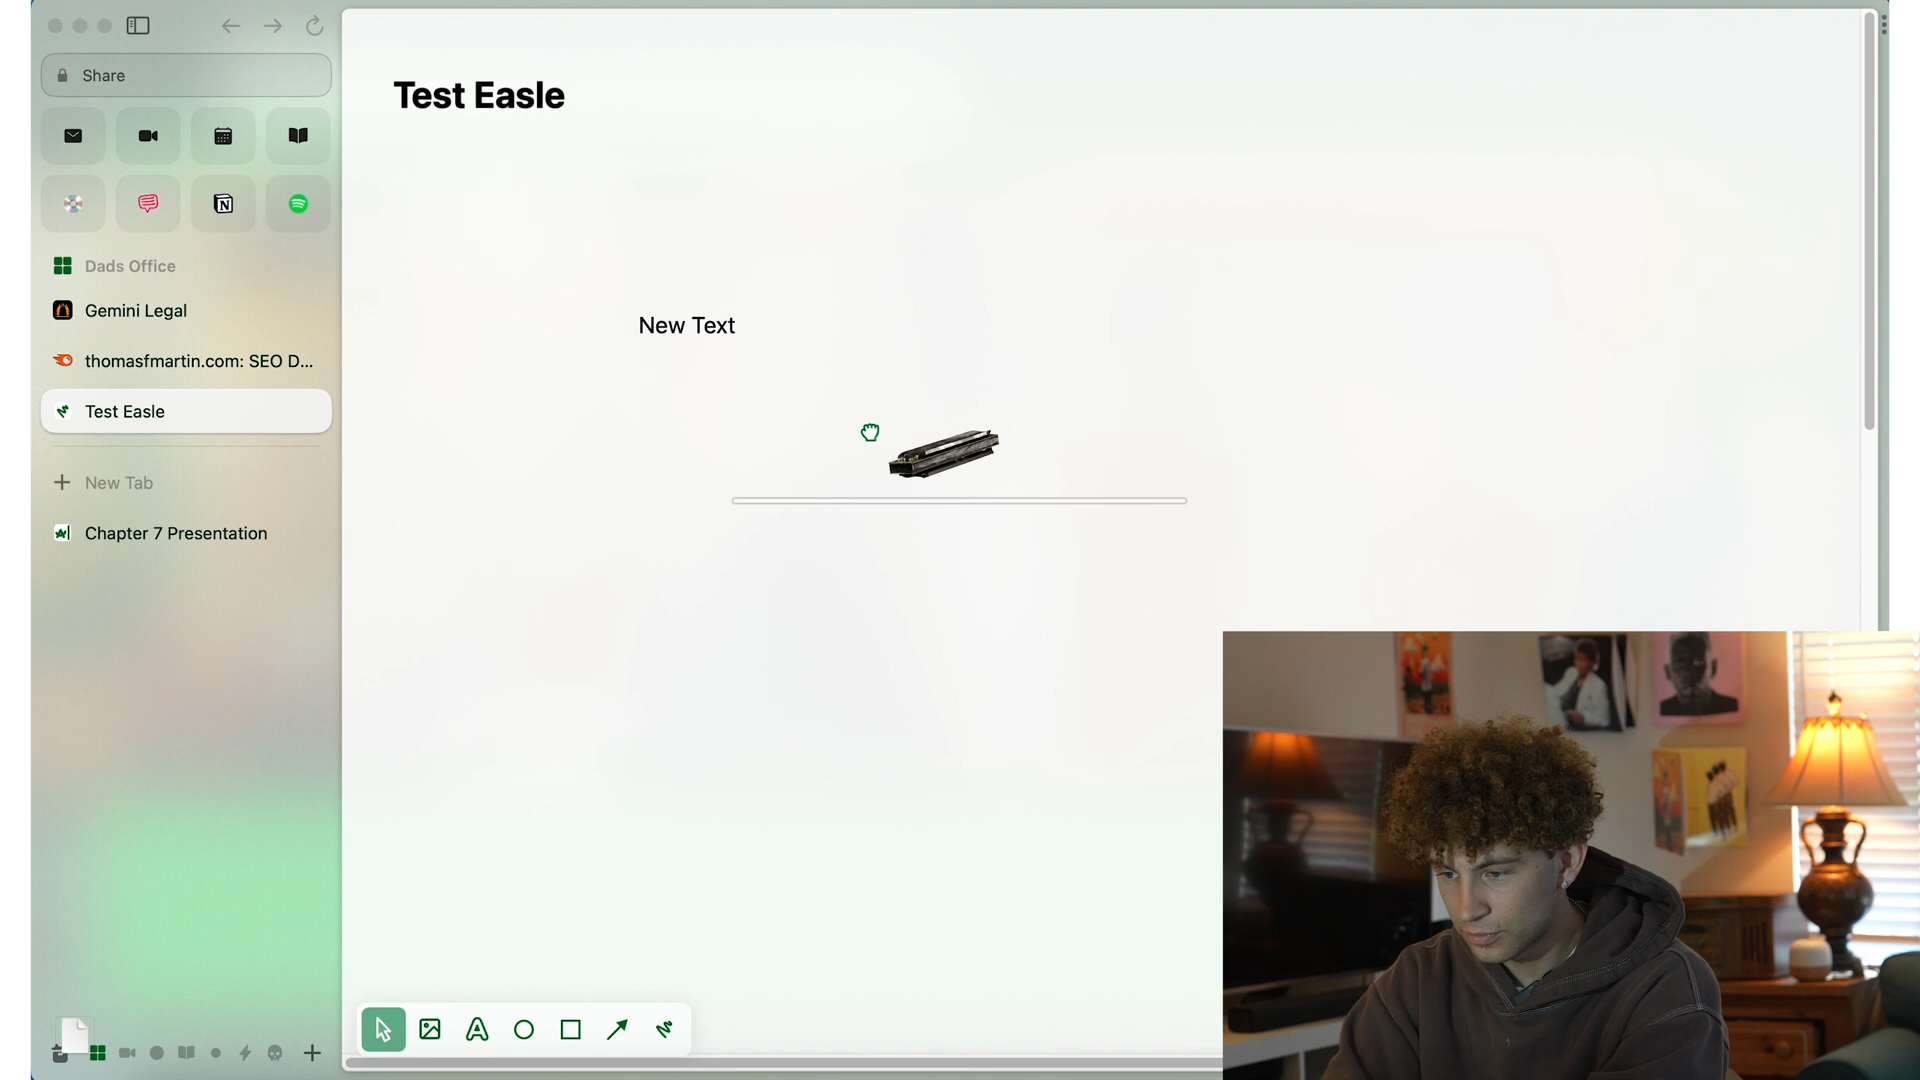 Share
Test Easle
Dads Office
Gemini Legal
thomasfmartin.com: SEO D...
Test Easle
New Tab
Chapter 7 Presentation
New Text